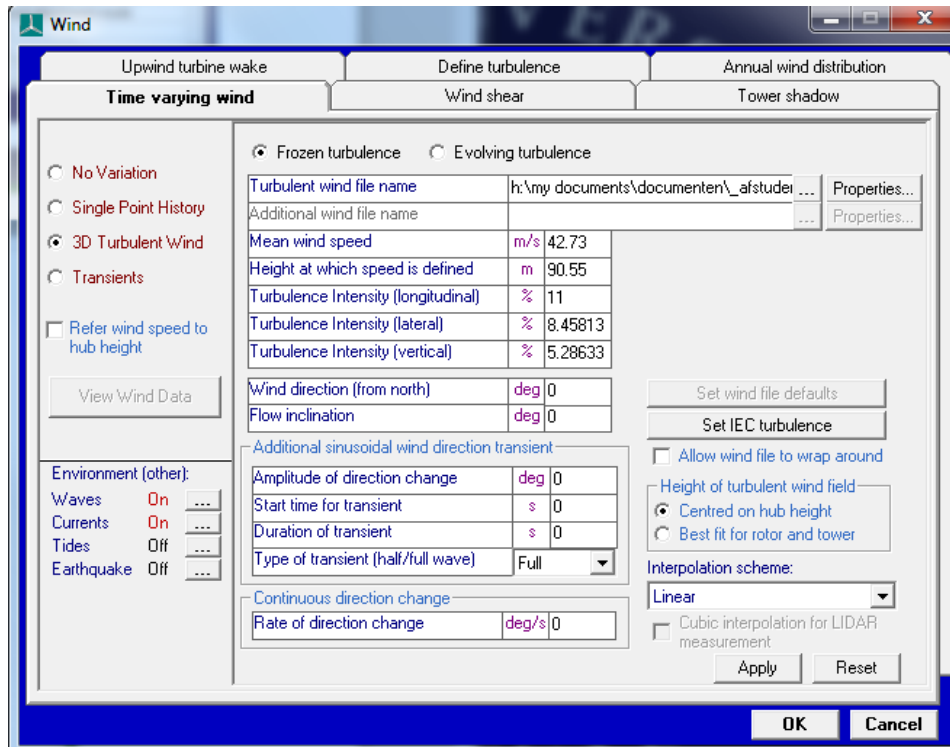 Wind
VERS
Upwind turbine wake Define turbulence Annual wind distribution
Time varying wind Wind shear Tower shadow
No Variation
Single Point History
3D Turbulent Wind
Transients
Refer wind speed to
hub height
View Wind Data
Environment (other):
Waves On ...
Currents On ...
Tides Off ...
Earthquake Off ...
Frozen turbulence Evolving turbulence
Turbulent wind file name h:\my documents\documenten\_afstuder ... Properties...
Additional wind file name ... Properties...
Mean wind speed m/s 42.73
Height at which speed is defined m 90.55
Turbulence Intensity (longitudinal) % 11
Turbulence Intensity (lateral) % 8.45813
Turbulence Intensity (vertical) % 5.28633
Wind direction (from north) deg 0
Flow inclination deg 0
Additional sinusoidal wind direction transient
Amplitude of direction change deg 0
Start time for transient s 0
Duration of transient s 0
Type of transient (half/full wave) Full
Continuous direction change
Rate of direction change deg/s 0
Set wind file defaults
Set IEC turbulence
Allow wind file to wrap around
Height of turbulent wind field
Centred on hub height
Best fit for rotor and tower
Interpolation scheme:
Linear
Cubic interpolation for LIDAR
measurement
Apply Reset
OK Cancel